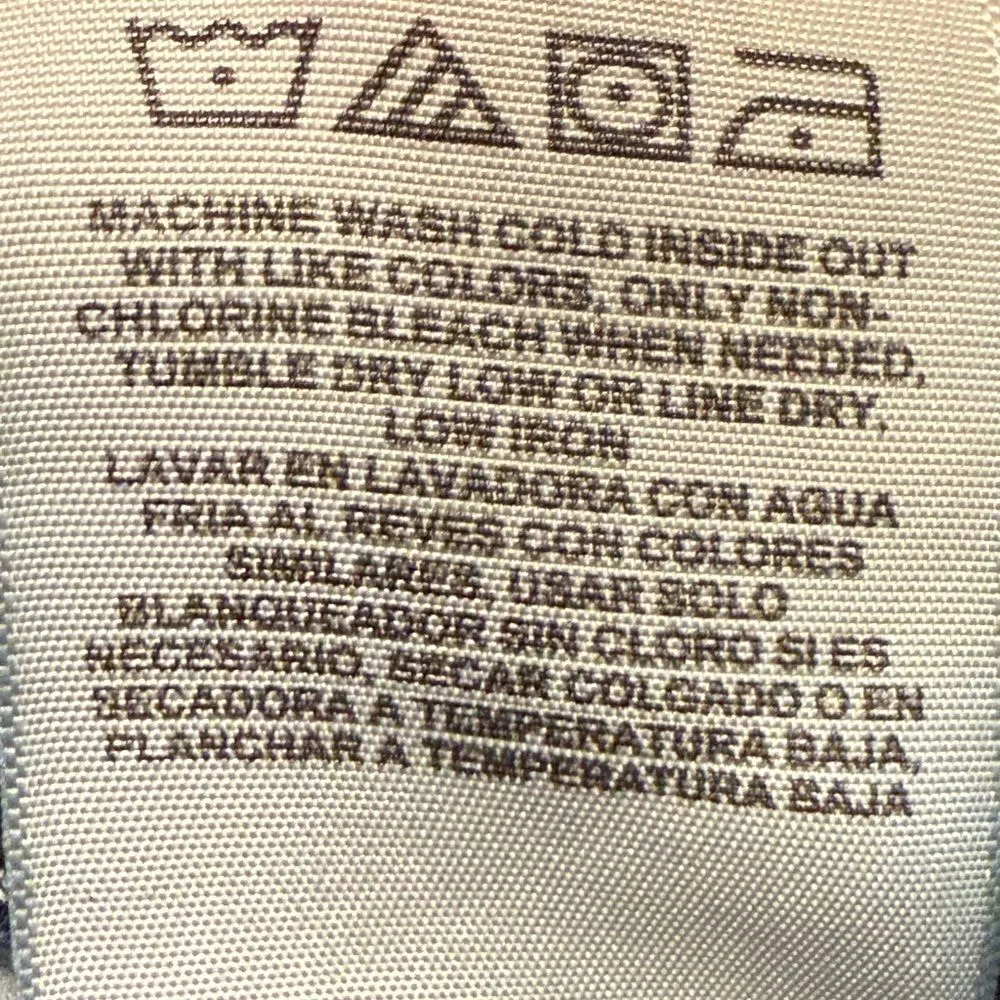 MACHINE WASH COLD INSIDE OUT
WITH LIKE COLORS, ONLY NON-
CHLORINE BLEACH WHEN NEEDED,
TUMBLE DRY LOW OR LINE DRY,
LOW IRON
LAVAR EN LAVADORA CON AGUA
FRIA AL REVES CON COLORES
SIMILARES, USAR SOLO
BLANQUEADOR SIN CLORO SI ES
NECESARIO, SECAR COLGADO O EN
SECADORA A TEMPERATURA BAJA,
PLANCHAR A TEMPERATURA BAJA